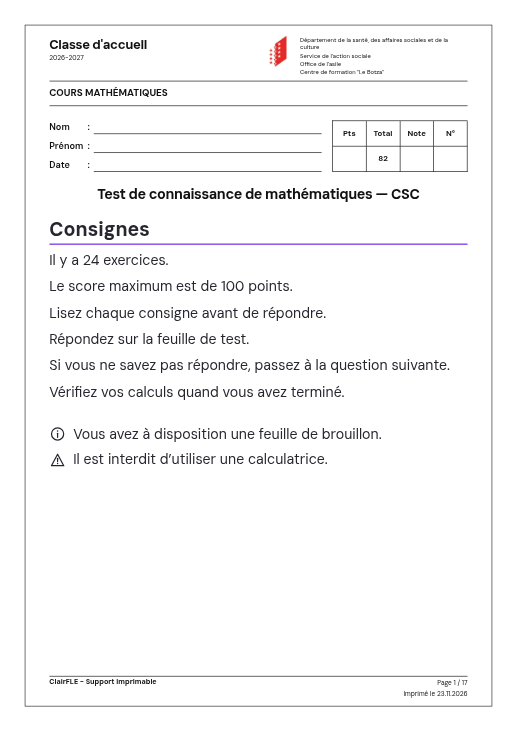 Classe d'accueil
2026-2027
Département de la santé, des affaires sociales et de la
culture
Service de l'action sociale
Office de l'asile
Centre de formation "Le Botza"
COURS MATHÉMATIQUES
Nom :
Prénom :
Date :
Pts Total Note N°
82
Test de connaissance de mathématiques — CSC
Consignes
Il y a 24 exercices.
Le score maximum est de 100 points.
Lisez chaque consigne avant de répondre.
Répondez sur la feuille de test.
Si vous ne savez pas répondre, passez à la question suivante.
Vérifiez vos calculs quand vous avez terminé.
Vous avez à disposition une feuille de brouillon.
Il est interdit d'utiliser une calculatrice.
ClairFLE - Support imprimable
Page 1 / 17
Imprimé le 23.11.2026